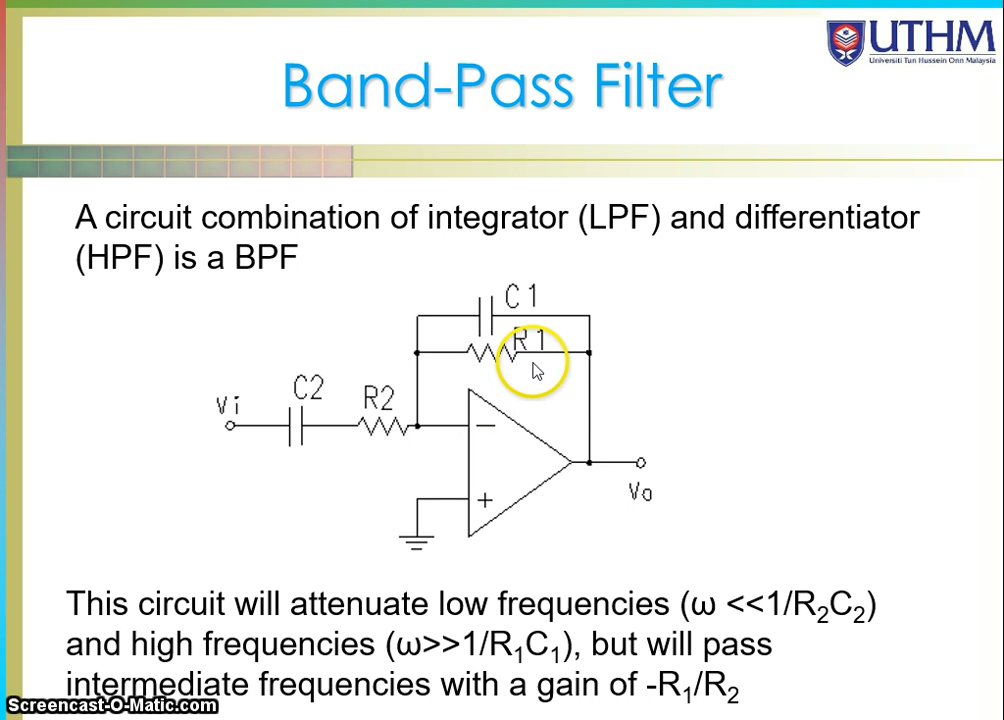 UTHM
Universiti Tun Hussein Onn Malaysia
Band-Pass Filter
A circuit combination of integrator (LPF) and differentiator
(HPF) is a BPF
C1
R1
C2
R2
Vi
−
+
Vo
This circuit will attenuate low frequencies (ω <<1/R₂C₂)
and high frequencies (ω>>1/R₁C₁), but will pass
intermediate frequencies with a gain of -R₁/R₂
Screencast-O-Matic.com